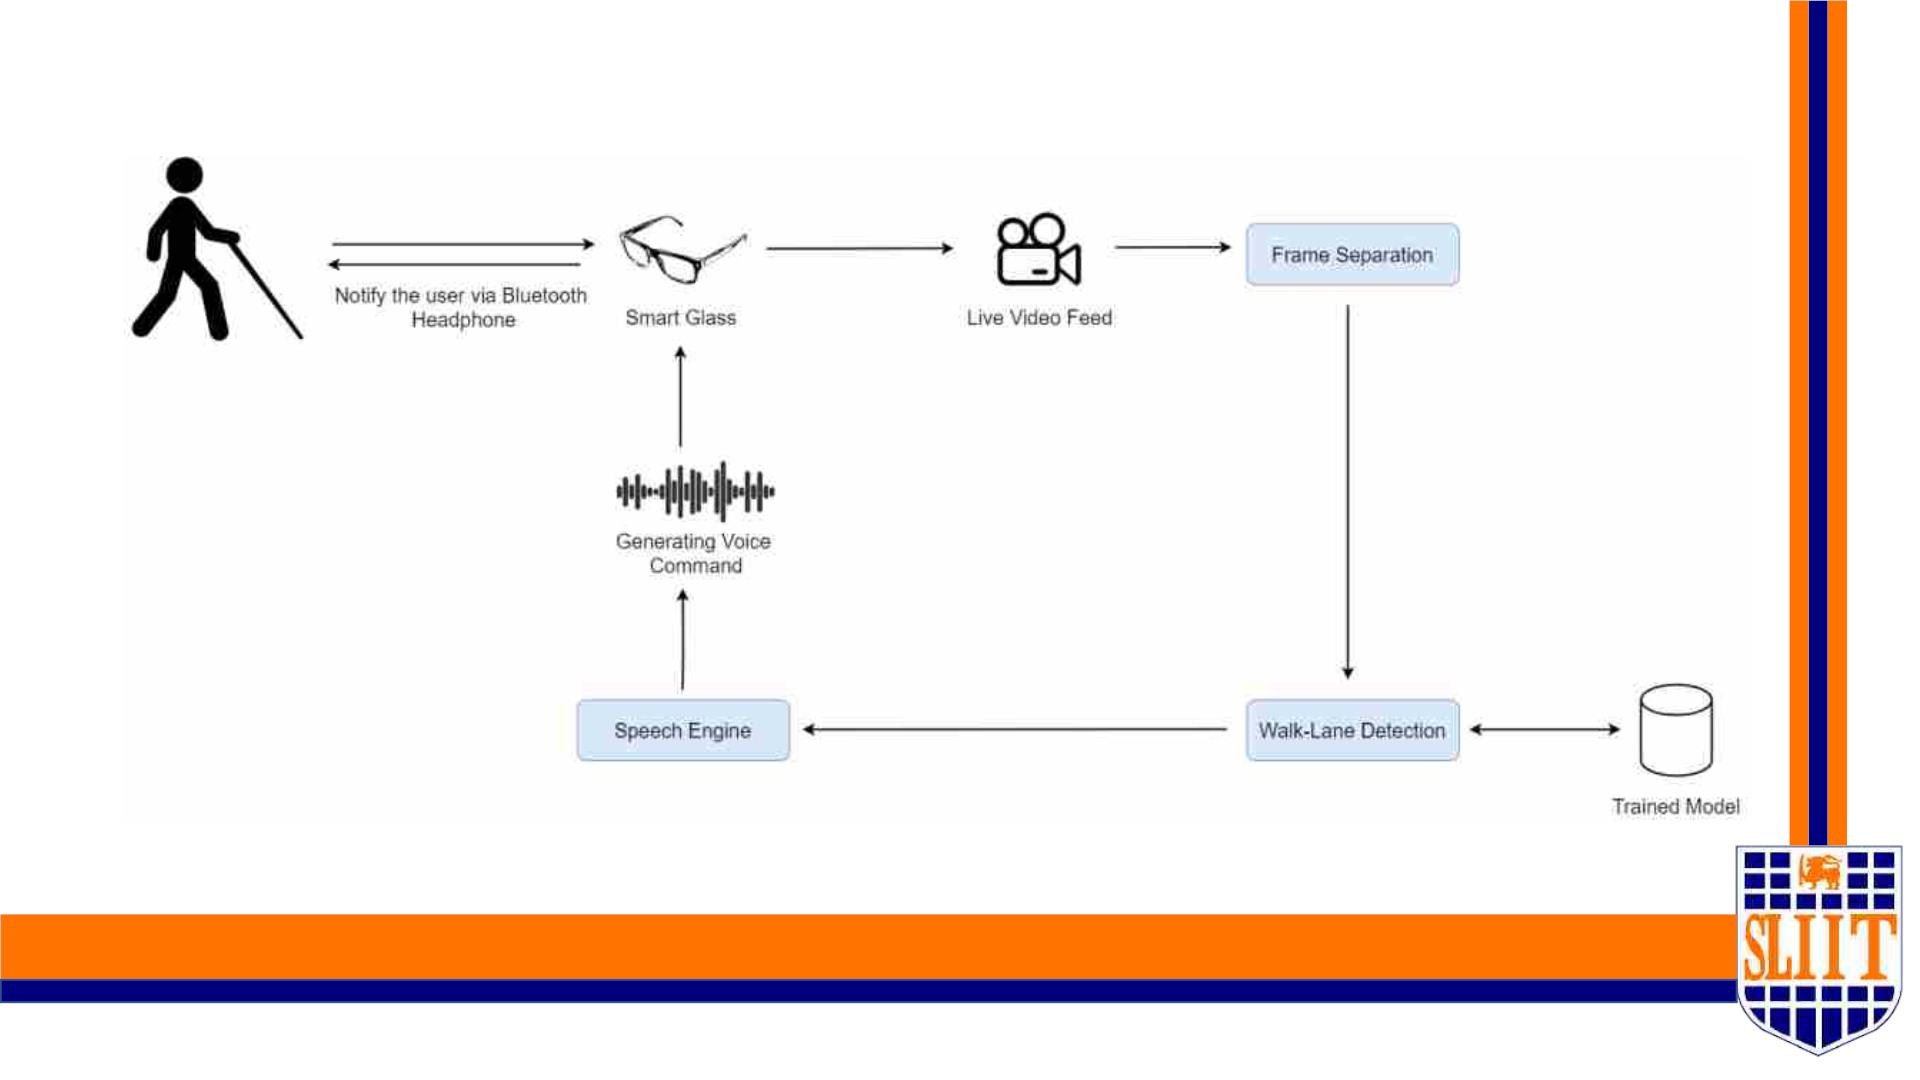 Frame Separation
Notify the user via Bluetooth
Headphone
Smart Glass
Live Video Feed
Generating Voice
Command
Speech Engine
Walk-Lane Detection
Trained Model
SLIIT